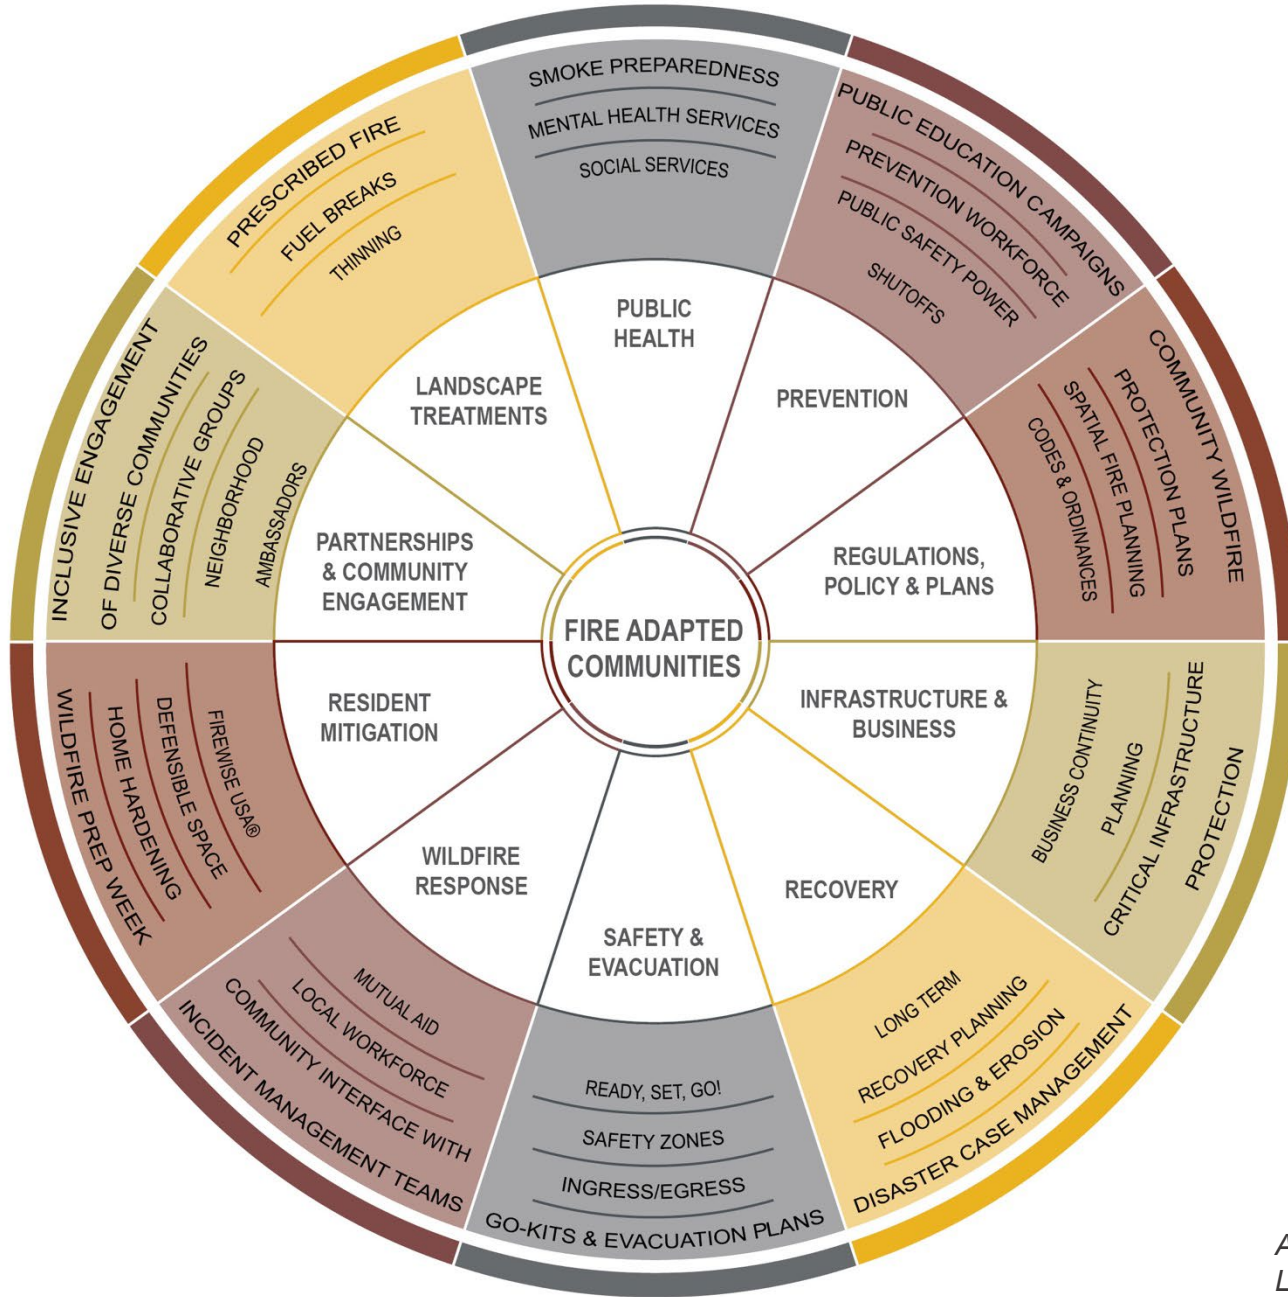 FIRE ADAPTED
COMMUNITIES
PUBLIC
HEALTH
SMOKE PREPAREDNESS
MENTAL HEALTH SERVICES
SOCIAL SERVICES
PREVENTION
PUBLIC EDUCATION CAMPAIGNS
PREVENTION WORKFORCE
PUBLIC SAFETY POWER
SHUTOFFS
REGULATIONS,
POLICY & PLANS
COMMUNITY WILDFIRE
PROTECTION PLANS
SPATIAL FIRE PLANNING
CODES & ORDINANCES
INFRASTRUCTURE &
BUSINESS
BUSINESS CONTINUITY
PLANNING
CRITICAL INFRASTRUCTURE
PROTECTION
RECOVERY
LONG TERM
RECOVERY PLANNING
FLOODING & EROSION
DISASTER CASE MANAGEMENT
SAFETY &
EVACUATION
READY, SET, GO!
SAFETY ZONES
INGRESS/EGRESS
GO-KITS & EVACUATION PLANS
WILDFIRE
RESPONSE
MUTUAL AID
LOCAL WORKFORCE
COMMUNITY INTERFACE WITH
INCIDENT MANAGEMENT TEAMS
RESIDENT
MITIGATION
FIREWISE USA®
DEFENSIBLE SPACE
HOME HARDENING
WILDFIRE PREP WEEK
PARTNERSHIPS
& COMMUNITY
ENGAGEMENT
INCLUSIVE ENGAGEMENT
OF DIVERSE COMMUNITIES
COLLABORATIVE GROUPS
NEIGHBORHOOD
AMBASSADORS
LANDSCAPE
TREATMENTS
PRESCRIBED FIRE
FUEL BREAKS
THINNING